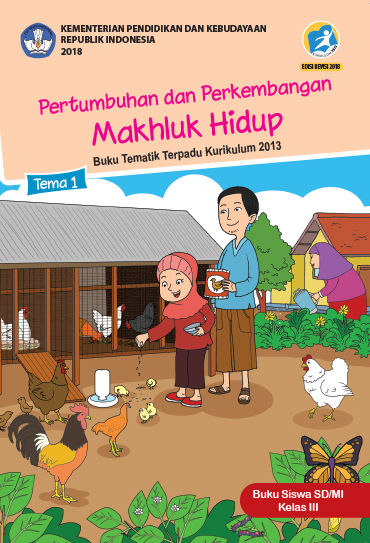 KEMENTERIAN PENDIDIKAN DAN KEBUDAYAAN
REPUBLIK INDONESIA
2018
EDISI REVISI 2018
Pertumbuhan dan Perkembangan
Makhluk Hidup
Buku Tematik Terpadu Kurikulum 2013
Tema 1
Buku Siswa SD/MI
Kelas III